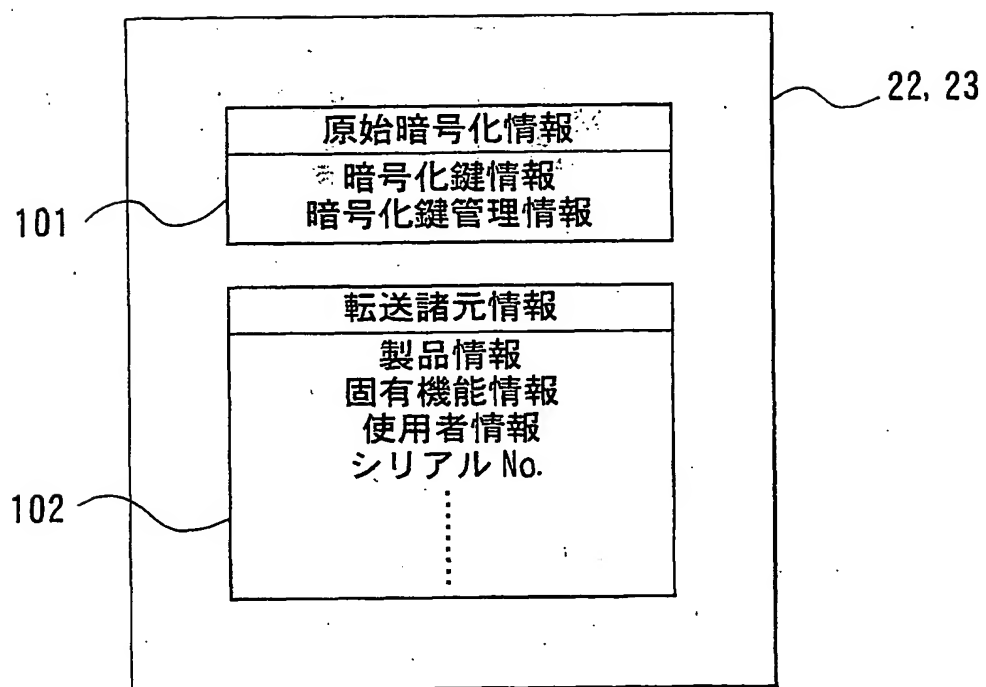 22, 23
原始暗号化情報
暗号化鍵情報
暗号化鍵管理情報
101
転送諸元情報
製品情報
固有機能情報
使用者情報
シリアル No.
102